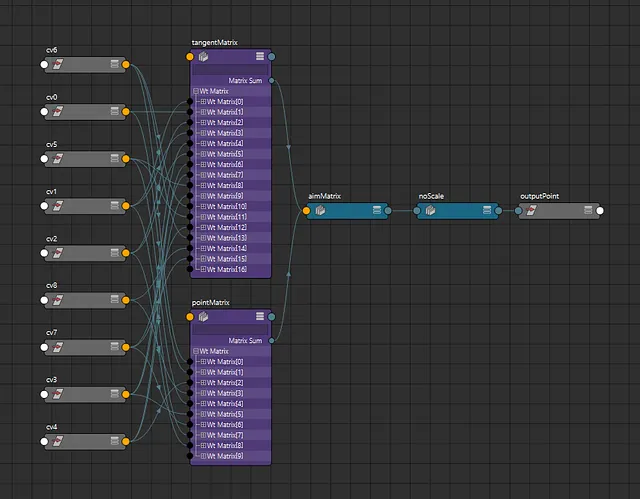 cv6
cv0
cv5
cv1
cv2
cv8
cv7
cv3
cv4
tangentMatrix
Matrix Sum
Wt Matrix
Wt Matrix[0]
Wt Matrix[1]
Wt Matrix[2]
Wt Matrix[3]
Wt Matrix[4]
Wt Matrix[5]
Wt Matrix[6]
Wt Matrix[7]
Wt Matrix[8]
Wt Matrix[9]
Wt Matrix[10]
Wt Matrix[11]
Wt Matrix[12]
Wt Matrix[13]
Wt Matrix[14]
Wt Matrix[15]
Wt Matrix[16]
pointMatrix
Matrix Sum
Wt Matrix
Wt Matrix[0]
Wt Matrix[1]
Wt Matrix[2]
Wt Matrix[3]
Wt Matrix[4]
Wt Matrix[5]
Wt Matrix[6]
Wt Matrix[7]
Wt Matrix[8]
Wt Matrix[9]
aimMatrix
noScale
outputPoint